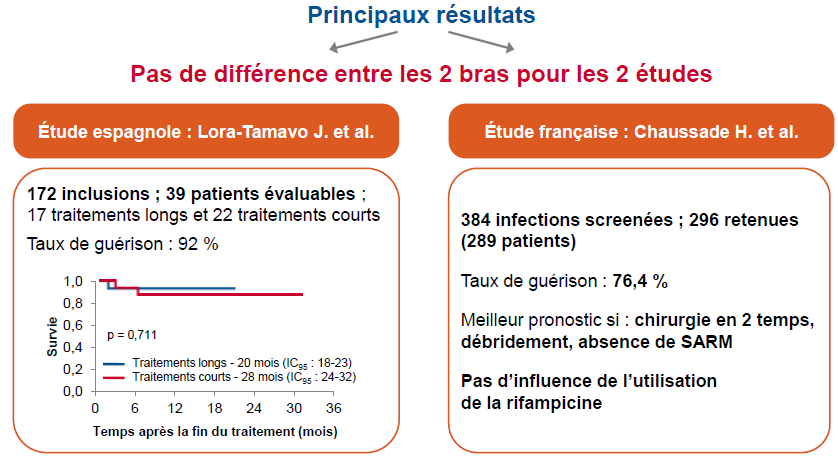 Principaux résultats
Pas de différence entre les 2 bras pour les 2 études
Étude espagnole : Lora-Tamavo J. et al.
172 inclusions ; 39 patients évaluables ;
17 traitements longs et 22 traitements courts
Taux de guérison : 92 %
Survie
1,0
0,8
0,6
0,4
0,2
0,0
p = 0,711
Traitements longs - 20 mois (IC95 : 18-23)
Traitements courts - 28 mois (IC95 : 24-32)
0 6 12 18 24 30 36
Temps après la fin du traitement (mois)
Étude française : Chaussade H. et al.
384 infections screenées ; 296 retenues
(289 patients)
Taux de guérison : 76,4 %
Meilleur pronostic si : chirurgie en 2 temps,
débridement, absence de SARM
Pas d’influence de l’utilisation
de la rifampicine